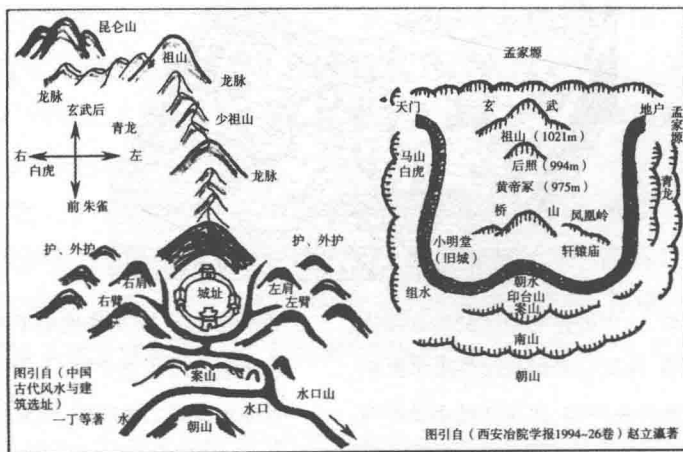 昆仑山
祖山
龙脉
玄武后
青龙
右
左
白虎
前 朱雀
少祖山
龙脉
护、外护
护、外护
右肩
城址
左肩
右臂
左臂
案山
水口山
水口
水
朝山
图引自（中国
古代风水与建
筑选址）
一丁等著
孟家塬
天门
玄 武
地户
孟家塬
祖山（1021m）
马山
白虎
后照（994m）
青龙
黄帝冢（975m）
桥 山
凤凰岭
小明堂
（旧城）
轩辕庙
朝水
组水
印台山
案山
南山
朝山
图引自（西安冶院学报1994~26卷）赵立瀛著